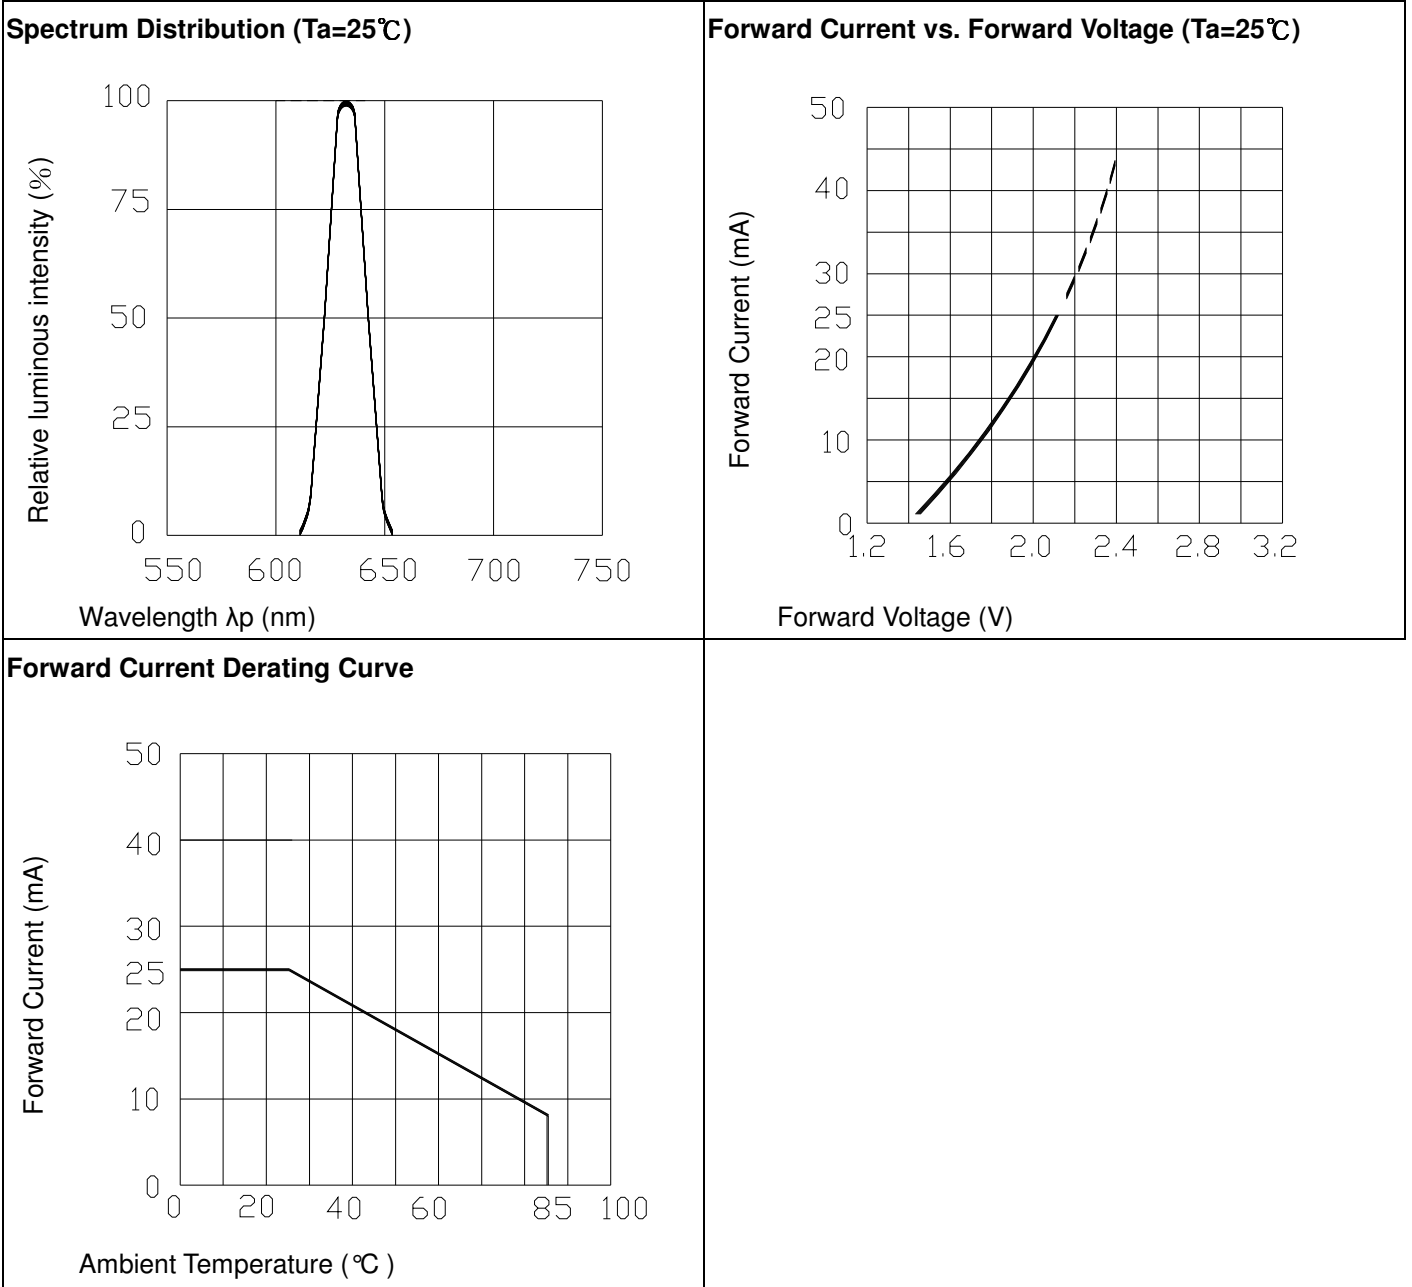 Spectrum Distribution (Ta=25℃)
100
75
50
25
0
550 600 650 700 750
Relative luminous intensity (%)
Wavelength λp (nm)
Forward Current vs. Forward Voltage (Ta=25℃)
50
40
30
25
20
10
0
1.2 1.6 2.0 2.4 2.8 3.2
Forward Current (mA)
Forward Voltage (V)
Forward Current Derating Curve
50
40
30
25
20
10
0
0 20 40 60 85 100
Forward Current (mA)
Ambient Temperature ( °C )